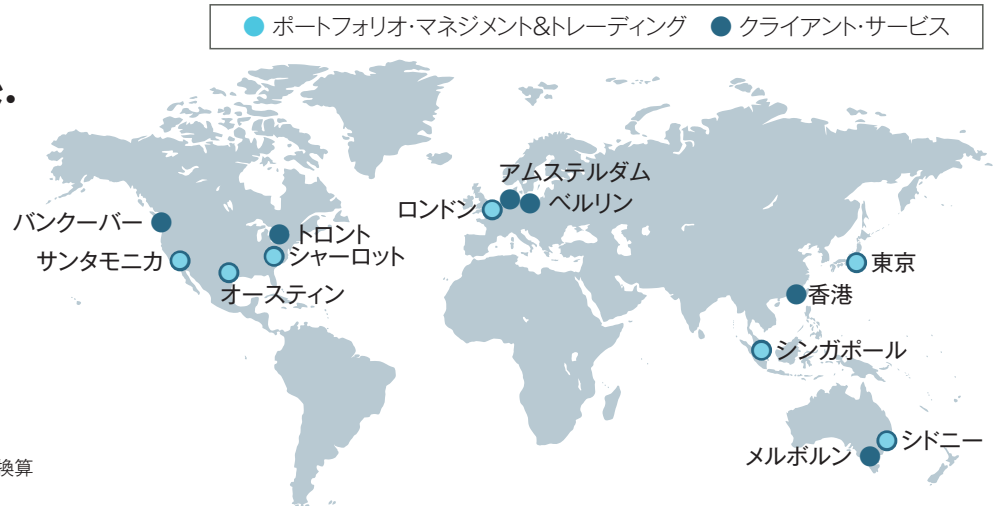 ポートフォリオ・マネジメント&トレーディング クライアント・サービス
アムステルダム
ロンドン
ベルリン
バンクーバー
トロント
サンタモニカ
シャーロット
オースティン
東京
香港
シンガポール
シドニー
メルボルン
換算